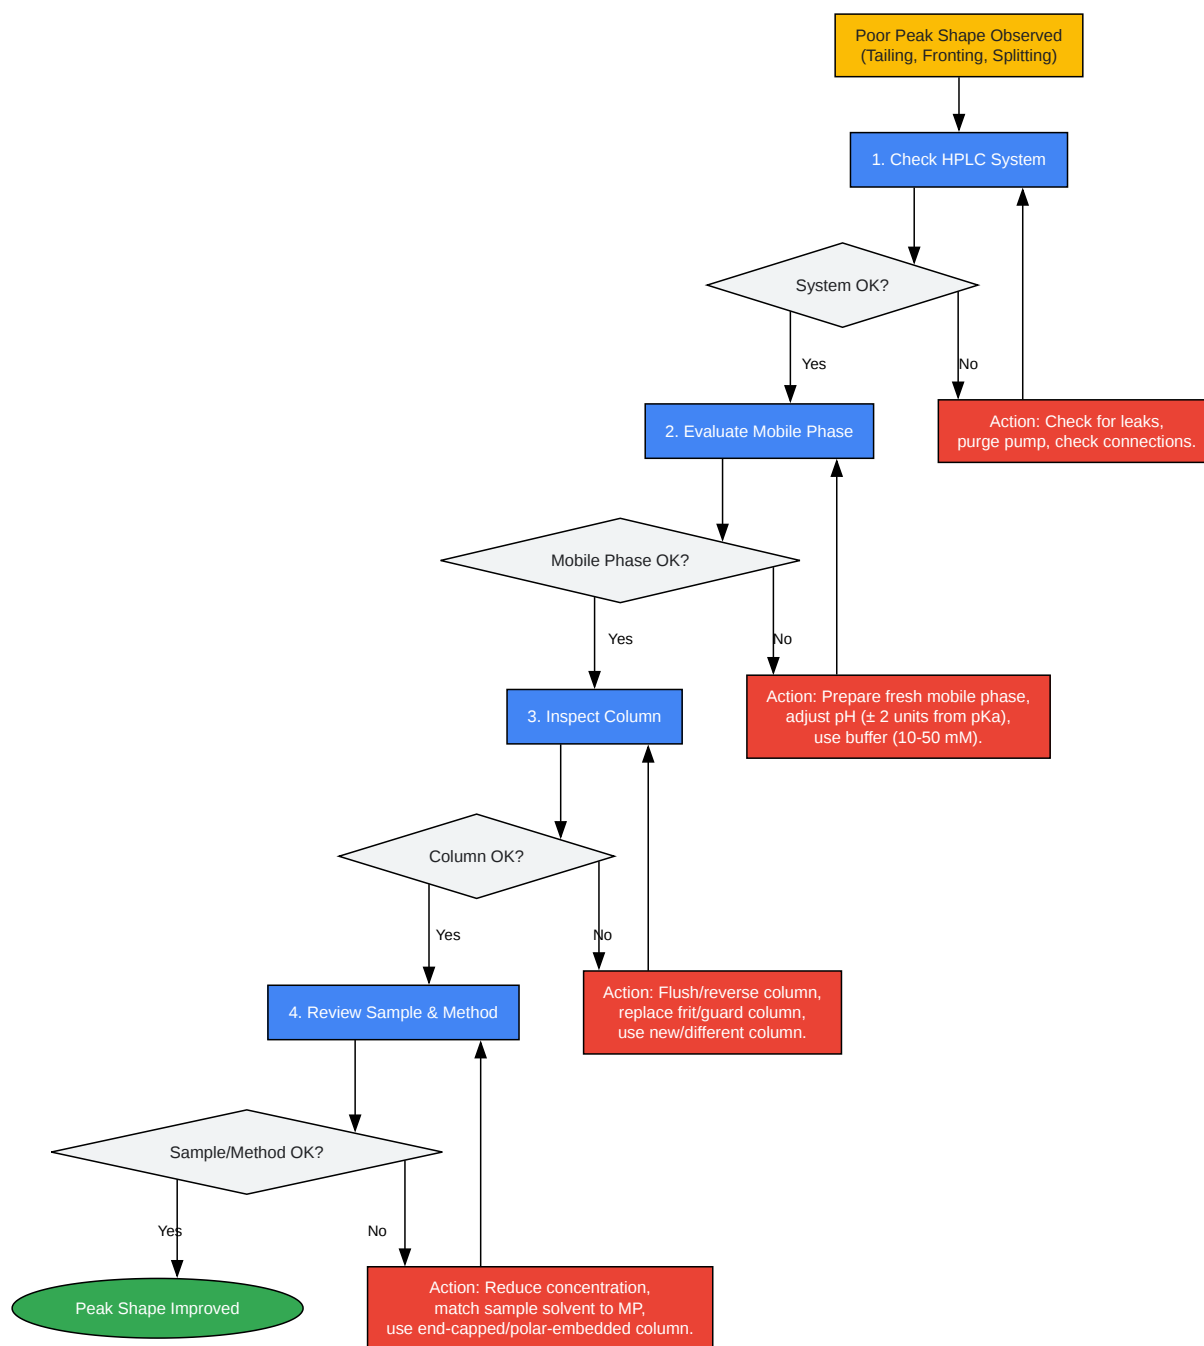 Poor Peak Shape Observed
(Tailing, Fronting, Splitting)
1. Check HPLC System
System OK?
Yes
No
2. Evaluate Mobile Phase
Action: Check for leaks,
purge pump, check connections.
Mobile Phase OK?
Yes
No
3. Inspect Column
Action: Prepare fresh mobile phase,
adjust pH (± 2 units from pKa),
use buffer (10-50 mM).
Column OK?
Yes
No
4. Review Sample & Method
Action: Flush/reverse column,
replace frit/guard column,
use new/different column.
Sample/Method OK?
Yes
No
Peak Shape Improved
Action: Reduce concentration,
match sample solvent to MP,
use end-capped/polar-embedded column.